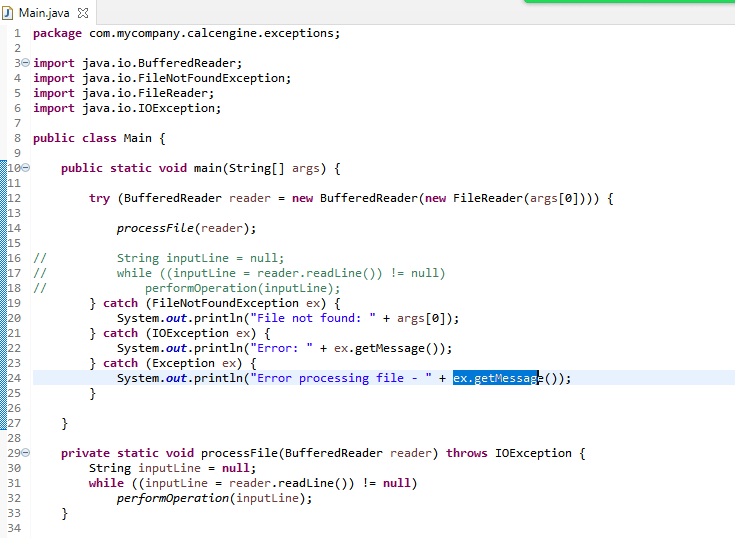 Main.java
1 package com.mycompany.calcengine.exceptions;
2
3 import java.io.BufferedReader;
4 import java.io.FileNotFoundException;
5 import java.io.FileReader;
6 import java.io.IOException;
7
8 public class Main {
9
10     public static void main(String[] args) {
11
12         try (BufferedReader reader = new BufferedReader(new FileReader(args[0]))) {
13
14             processFile(reader);
15
16 //              String inputLine = null;
17 //              while ((inputLine = reader.readLine()) != null)
18 //                  performOperation(inputLine);
19         } catch (FileNotFoundException ex) {
20             System.out.println("File not found: " + args[0]);
21         } catch (IOException ex) {
22             System.out.println("Error: " + ex.getMessage());
23         } catch (Exception ex) {
24             System.out.println("Error processing file - " + ex.getMessage());
25         }
26
27     }
28
29     private static void processFile(BufferedReader reader) throws IOException {
30         String inputLine = null;
31         while ((inputLine = reader.readLine()) != null)
32             performOperation(inputLine);
33     }
34